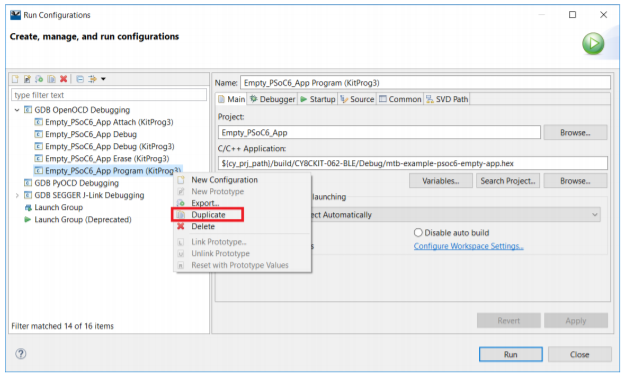 Run Configurations
Create, manage, and run configurations
type filter text
GDB OpenOCD Debugging
Empty_PSoC6_App Attach (KitProg3)
Empty_PSoC6_App Debug
Empty_PSoC6_App Debug (KitProg3)
Empty_PSoC6_App Erase (KitProg3)
Empty_PSoC6_App Program (KitProg3)
GDB PyOCD Debugging
GDB SEGGER J-Link Debugging
Launch Group
Launch Group (Deprecated)
Filter matched 14 of 16 items
New Configuration
New Prototype
Export...
Duplicate
Delete
Link Prototype...
Unlink Prototype
Reset with Prototype Values
Name: Empty_PSoC6_App Program (KitProg3)
Main Debugger Startup Source Common SVD Path
Project:
Empty_PSoC6_App Browse...
C/C++ Application:
${cy_prj_path}/build/CY8CKIT-062-BLE/Debug/mtb-example-psoc6-empty-app.hex
Variables... Search Project... Browse...
launching
ect Automatically
Disable auto build
s Configure Workspace Settings...
Revert Apply
Run Close